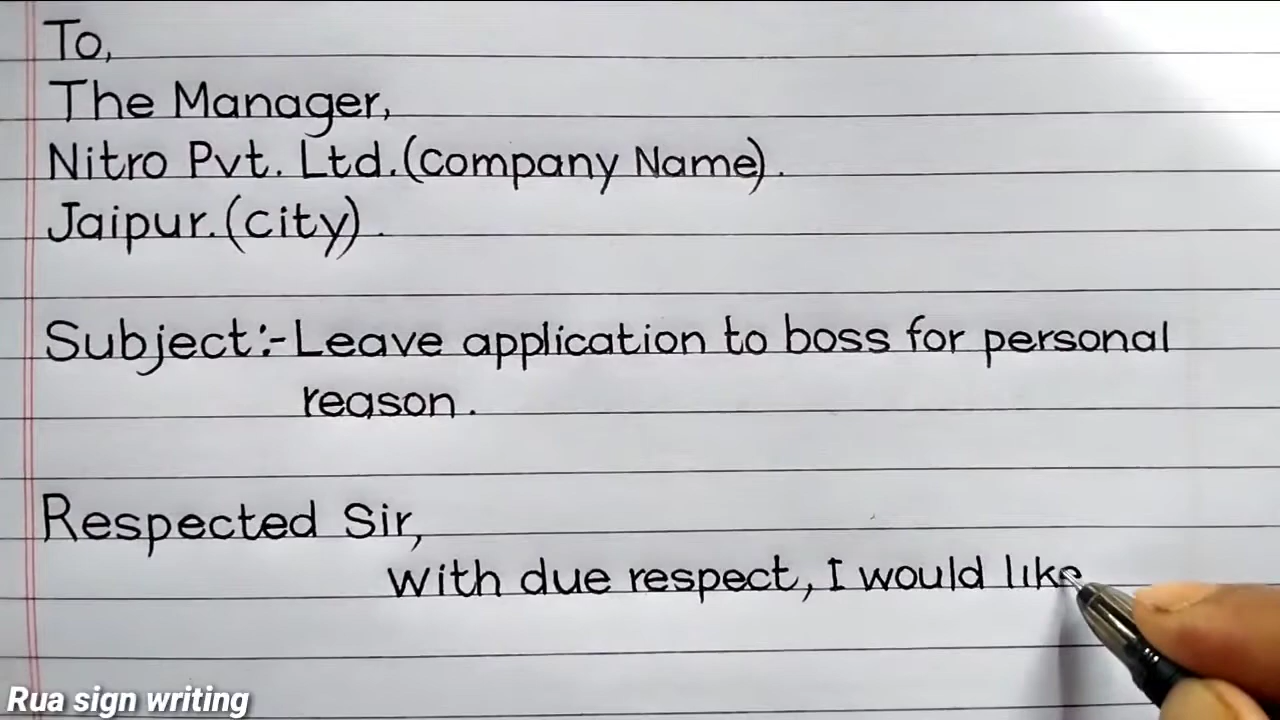 To,
The Manager,
Nitro Pvt. Ltd.(Company Name).
Jaipur.(city).
Subject:-Leave application to boss for personal
reason.
Respected Sir,
With due respect, I would like
Rua sign writing